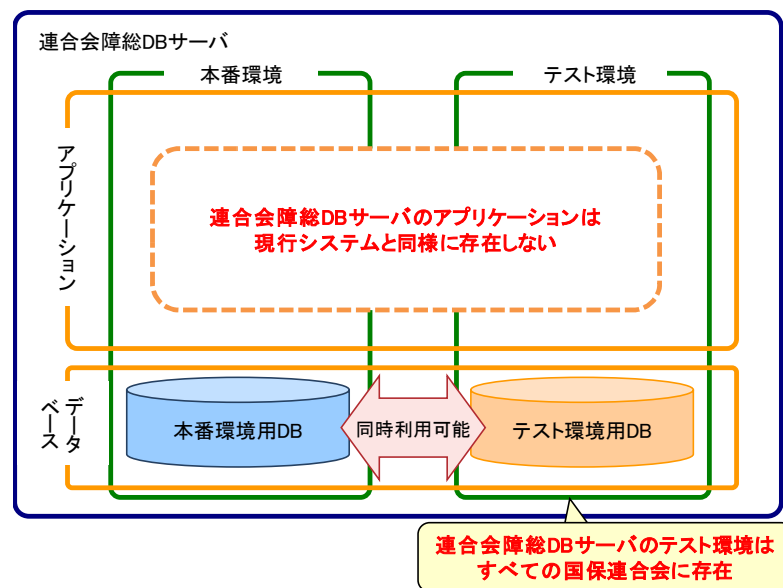 連合会障総DBサーバ
本番環境
テスト環境
アプリケーション
連合会障総DBサーバのアプリケーションは
現行システムと同様に存在しない
データ
ベース
本番環境用DB
同時利用可能
テスト環境用DB
連合会障総DBサーバのテスト環境は
すべての国保連合会に存在